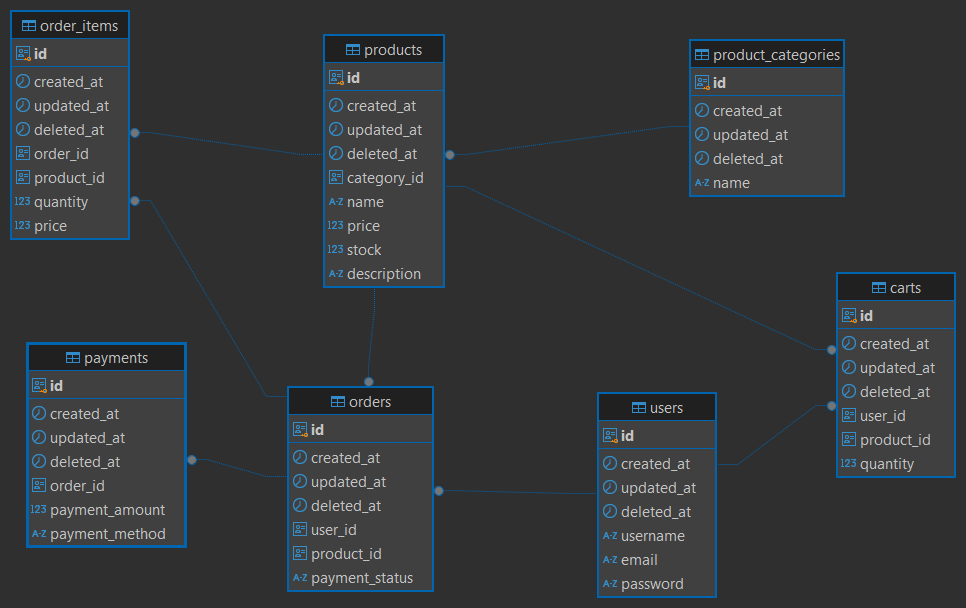 order_items
id
created_at
updated_at
deleted_at
order_id
product_id
123 quantity
123 price
products
id
created_at
updated_at
deleted_at
category_id
A-Z name
123 price
123 stock
A-Z description
product_categories
id
created_at
updated_at
deleted_at
A-Z name
carts
id
created_at
updated_at
deleted_at
user_id
product_id
123 quantity
payments
id
created_at
updated_at
deleted_at
order_id
123 payment_amount
A-Z payment_method
orders
id
created_at
updated_at
deleted_at
user_id
product_id
A-Z payment_status
users
id
created_at
updated_at
deleted_at
A-Z username
A-Z email
A-Z password